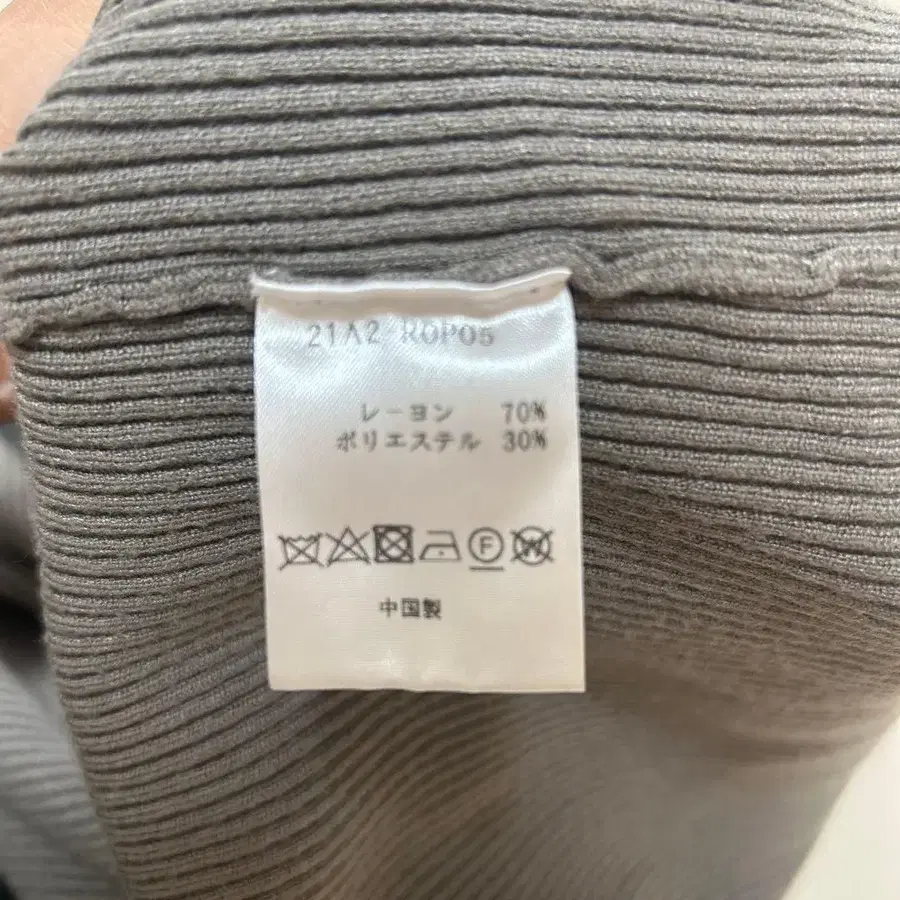 21A2 ROP05
レーヨン 70%
ポリエステル 30%
F W
中国製